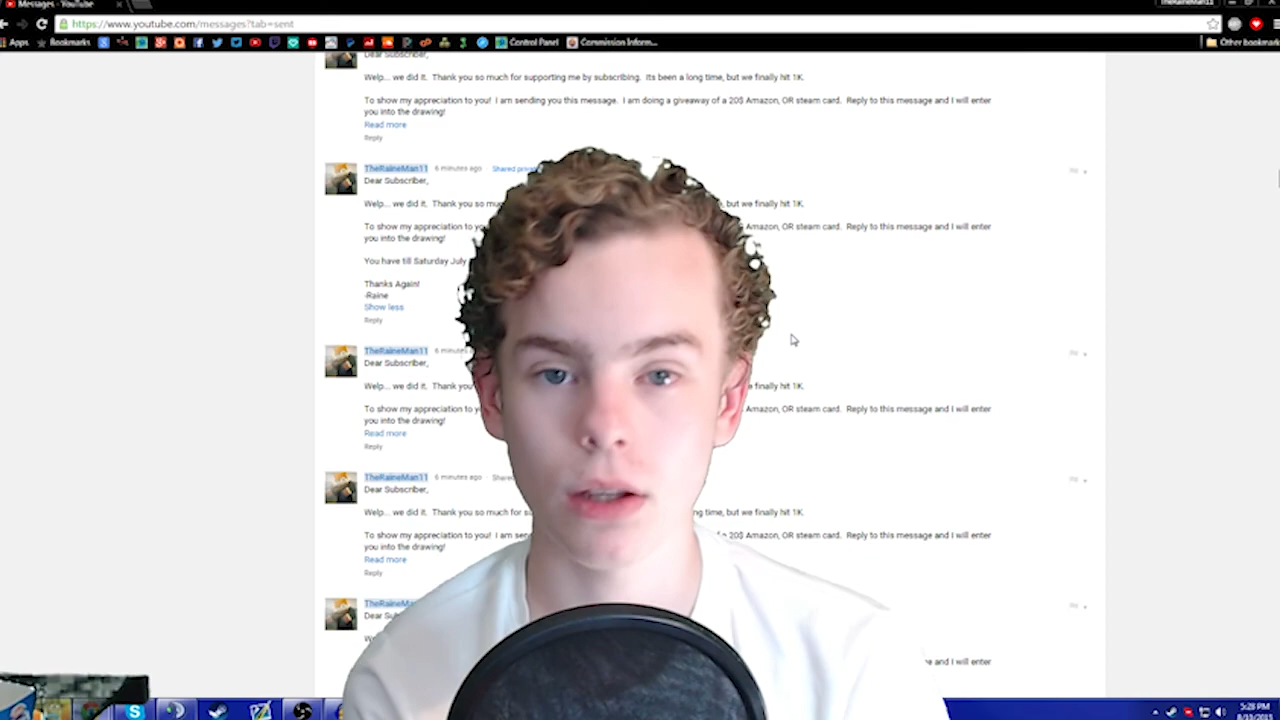 Messages - YouTube
TheRaineMan11
https://www.youtube.com/messages?tab=sent
Apps Bookmarks Control Panel Commission Inform... Other bookmark
Dear Subscriber,
Welp... we did it. Thank you so much for supporting me by subscribing. Its been a long time, but we finally hit 1K.
To show my appreciation to you! I am sending you this message. I am doing a giveaway of a 20$ Amazon, OR steam card. Reply to this message and I will enter
you into the drawing!
Read more
Reply
TheRaineMan11 6 minutes ago Shared
Dear Subscriber,
Welp... we did it. Thank you so but we finally hit 1K.
To show my appreciation to you Amazon, OR steam card. Reply to this message and I will enter
you into the drawing!
You have till Saturday July
Thanks Again!
-Raine
Show less
Reply
TheRaineMan11 6
Dear Subscriber,
Welp... we did it. Thank you finally hit 1K.
To show my appreciation to you Amazon, OR steam card. Reply to this message and I will enter
you into the drawing!
Read more
Reply
TheRaineMan11 6 minutes ago
Dear Subscriber,
Welp... we did it. Thank you so much for time, but we finally hit 1K.
To show my appreciation to you! I am 20$ Amazon, OR steam card. Reply to this message and I will enter
you into the drawing!
Read more
Reply
Dear
and I will enter
5:28 PM